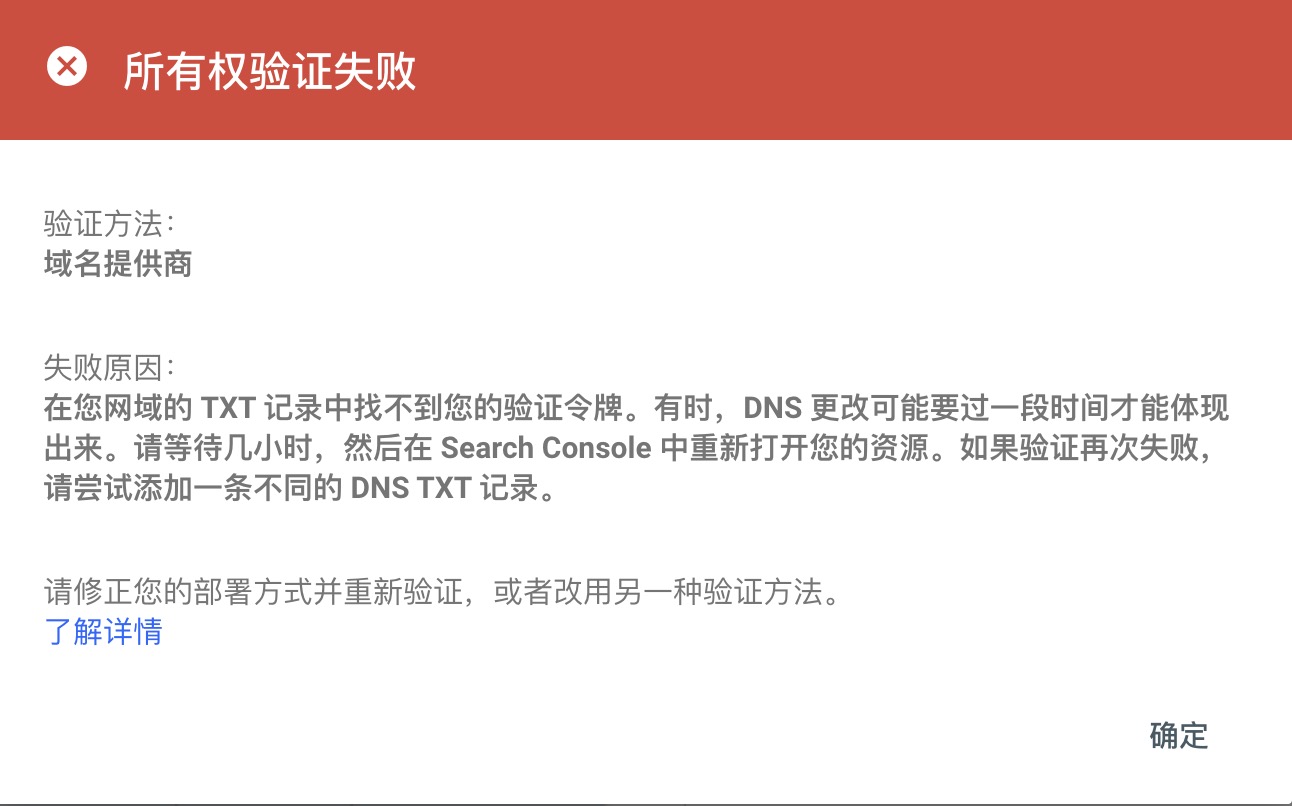 所有权验证失败
验证方法：
域名提供商
失败原因：
在您网域的 TXT 记录中找不到您的验证令牌。有时，DNS 更改可能要过一段时间才能体现
出来。请等待几小时，然后在 Search Console 中重新打开您的资源。如果验证再次失败，
请尝试添加一条不同的 DNS TXT 记录。
请修正您的部署方式并重新验证，或者改用另一种验证方法。
了解详情
确定